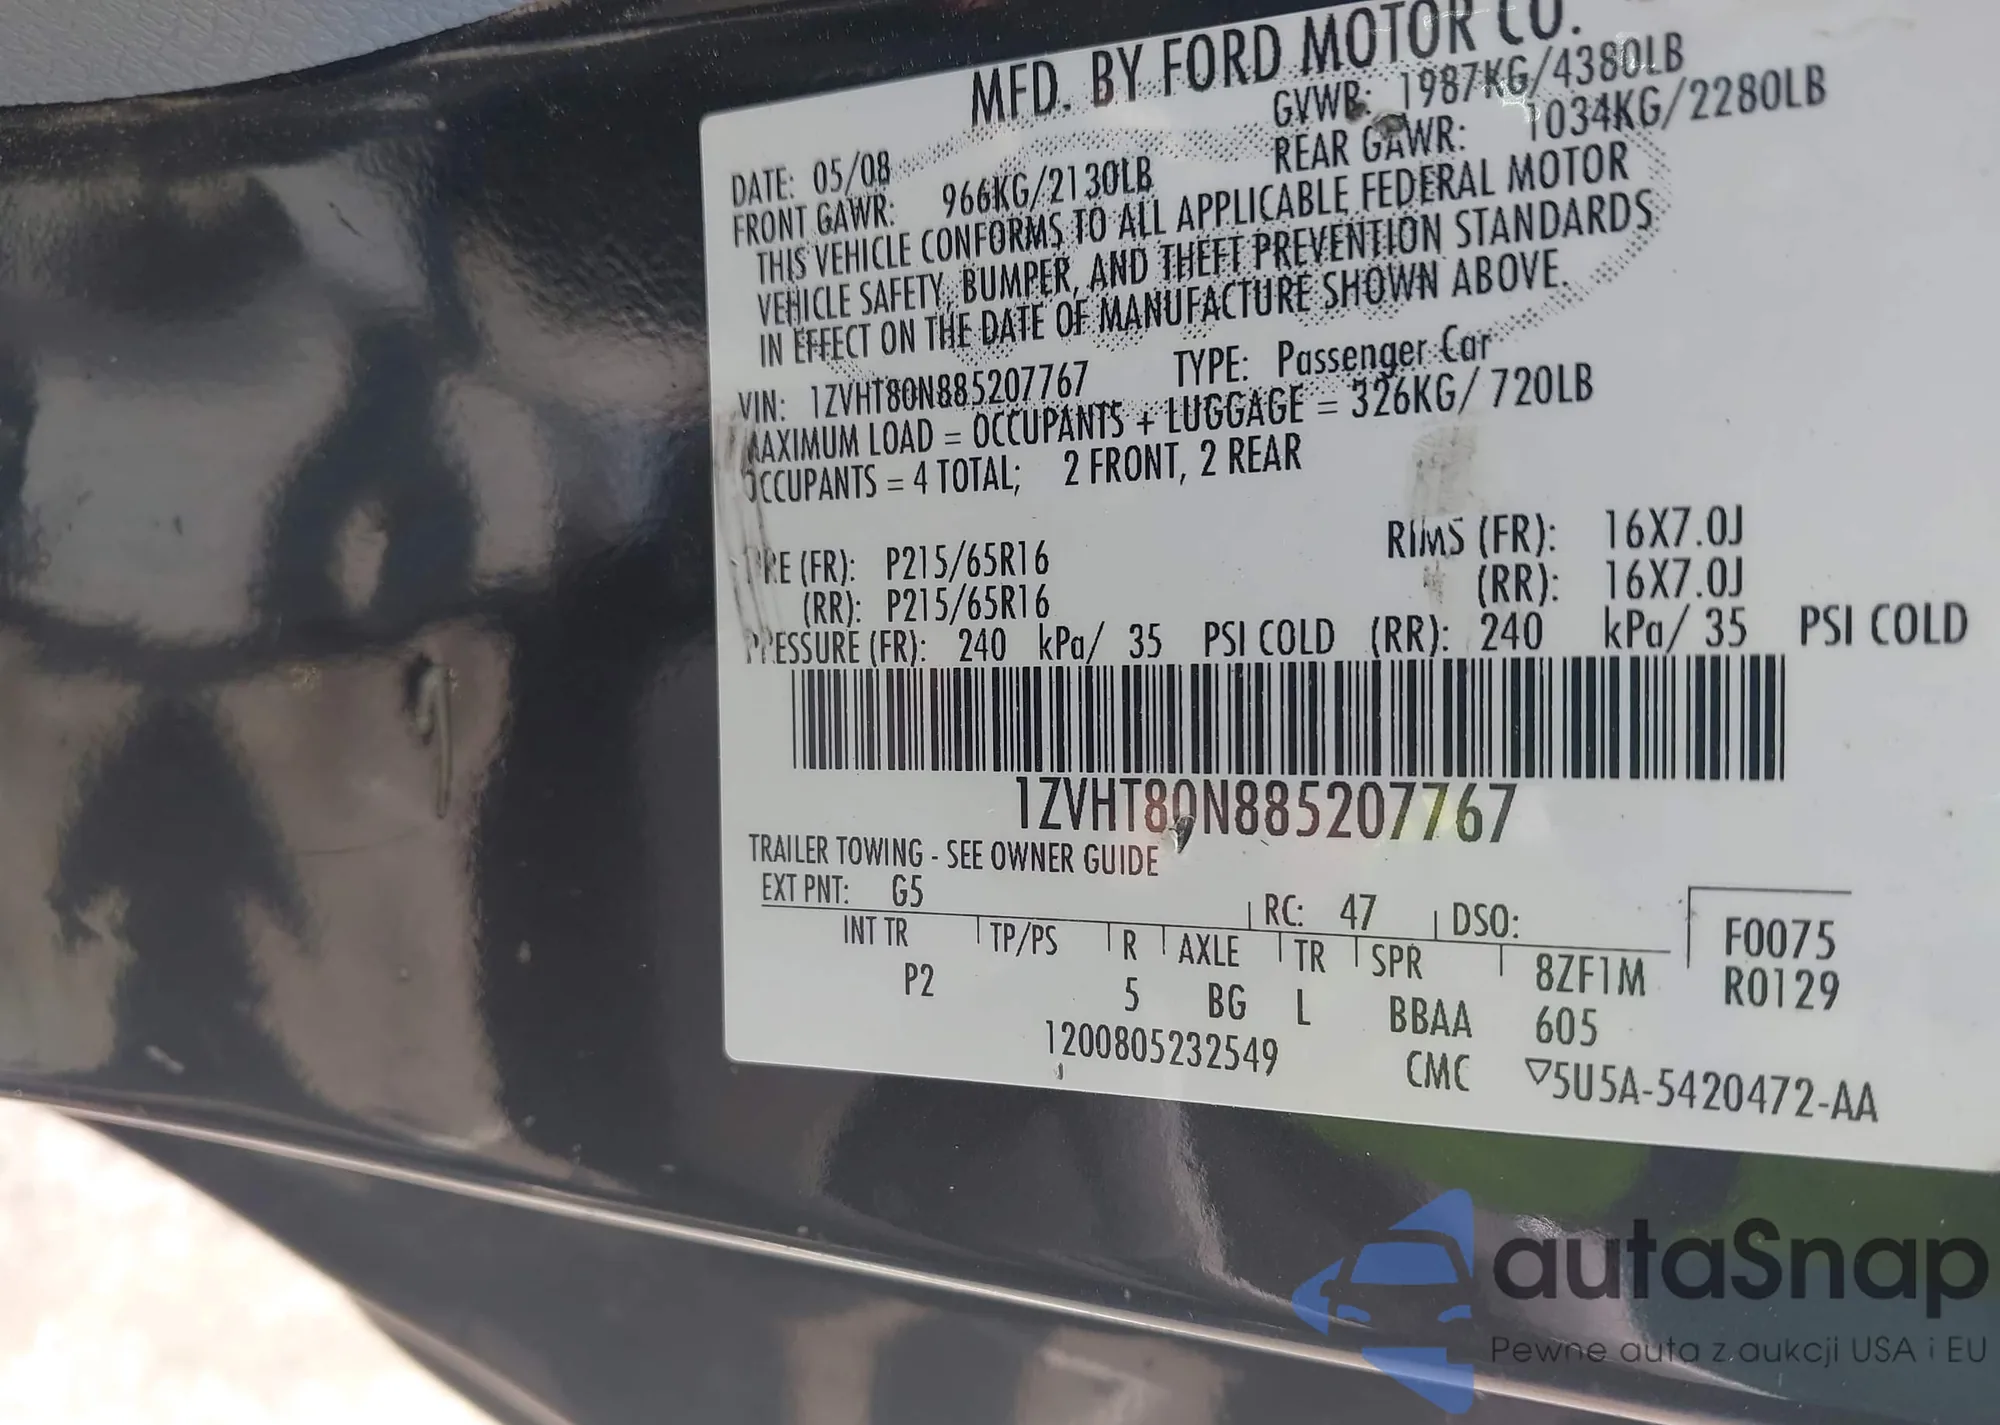 MFD. BY FORD MOTOR CO.
DATE: 05/08 GVWR: 1987KG/4380LB
FRONT GAWR: 966KG/2130LB REAR GAWR: 1034KG/2280LB
THIS VEHICLE CONFORMS TO ALL APPLICABLE FEDERAL MOTOR
VEHICLE SAFETY, BUMPER, AND THEFT PREVENTION STANDARDS
IN EFFECT ON THE DATE OF MANUFACTURE SHOWN ABOVE.
VIN: 1ZVHT80N885207767 TYPE: Passenger Car
MAXIMUM LOAD = OCCUPANTS + LUGGAGE = 326KG/720LB
OCCUPANTS = 4 TOTAL; 2 FRONT, 2 REAR
TIRE (FR): P215/65R16 RIMS (FR): 16X7.0J
(RR): P215/65R16 (RR): 16X7.0J
PRESSURE (FR): 240 kPa/ 35 PSI COLD (RR): 240 kPa/ 35 PSI COLD
1ZVHT80N885207767
TRAILER TOWING - SEE OWNER GUIDE
EXT PNT: G5 RC: 47 DSO: F0075
INT TR TP/PS R AXLE TR SPR 8ZF1M R0129
P2 5 BG L BBAA 605
1200805232549 CMC ▽5U5A-5420472-AA
autaSnap
Pewne auta z aukcji USA i EU